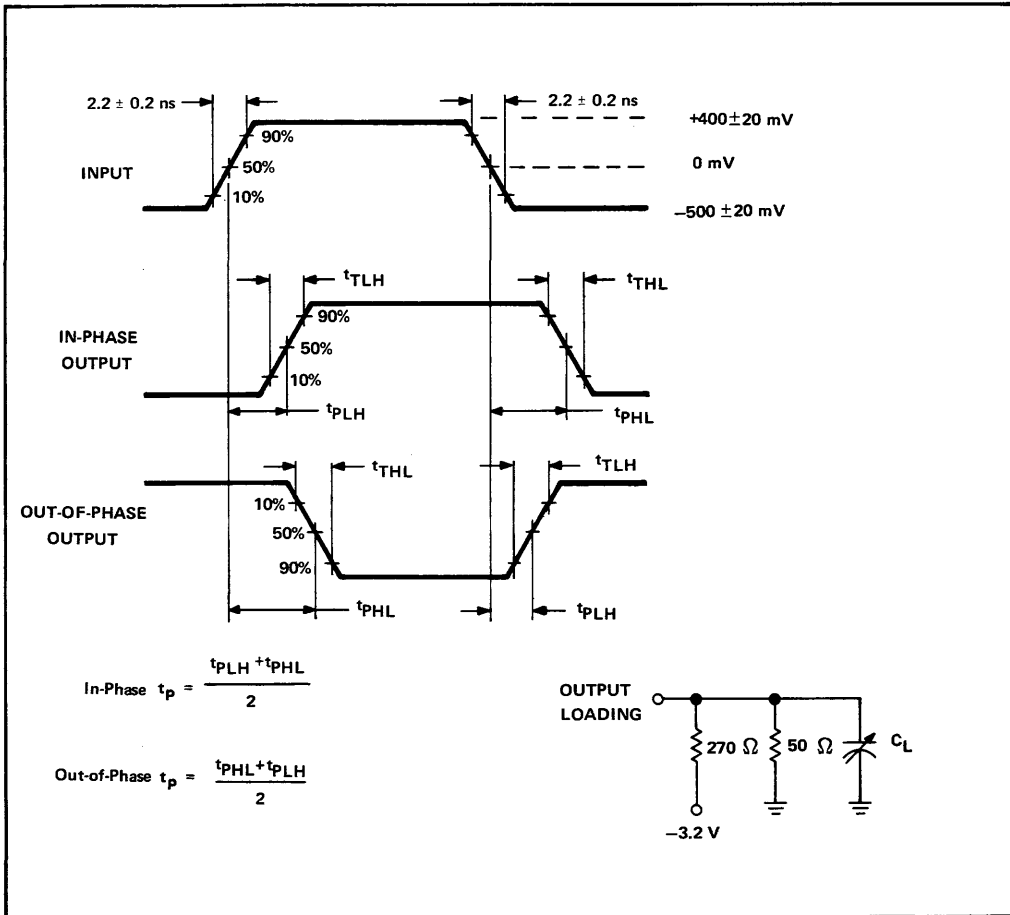 2.2 ± 0.2 ns
2.2 ± 0.2 ns
+400±20 mV
90%
INPUT
50%
0 mV
10%
−500 ±20 mV
tTLH
tTHL
90%
IN-PHASE
OUTPUT
50%
10%
tPLH
tPHL
tTHL
tTLH
OUT-OF-PHASE
OUTPUT
10%
50%
90%
tPHL
tPLH
In-Phase tp = tPLH +tPHL
2
Out-of-Phase tp = tPHL+tPLH
2
OUTPUT
LOADING
270 Ω
50 Ω
CL
−3.2 V